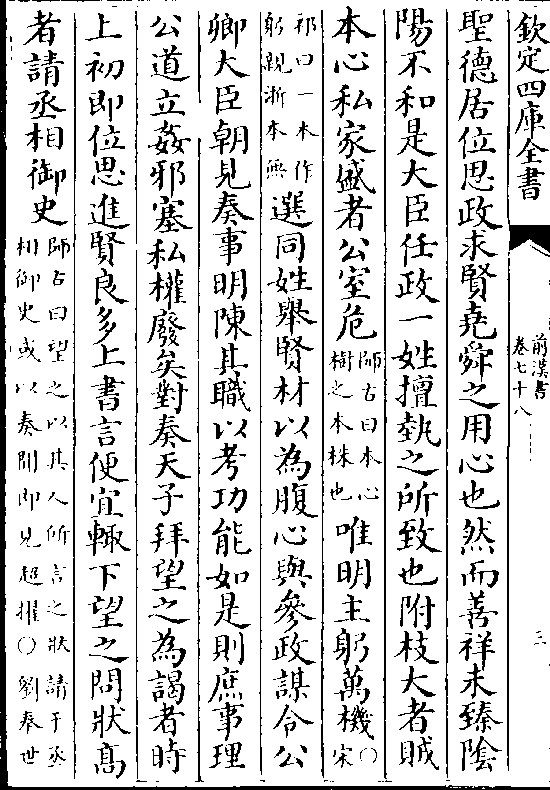 欽定四庫全書
前漢書
卷七十八
三
聖德居位思政求賢堯舜之用心也然而善祥未臻陰
陽不和是大臣任政一姓擅埶之所致也附枝大者賊
本心私家盛者公室危師古曰本心樹之本株也唯明主躬萬機○宋
祁曰一本作躬親浙本無選同姓舉賢材以為腹心與參政謀令公
卿大臣朝見奏事明陳其職以考功能如是則庶事理
公道立姦邪塞私權廢矣對奏天子拜望之為謁者時
上初即位思進賢良多上書言便宜輙下望之問狀髙
者請丞相御史師古曰望之以其人所言之狀請于丞相御史或以奏聞即見超擢○劉奉世